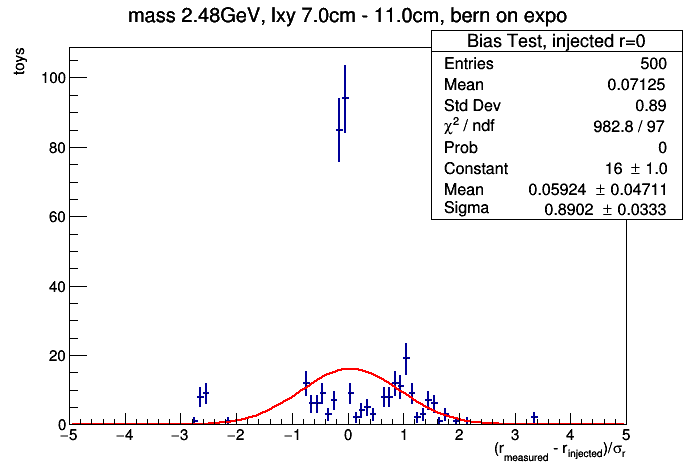 mass 2.48GeV, lxy 7.0cm - 11.0cm, bern on expo
toys
Bias Test, injected r=0
Entries 500
Mean 0.07125
Std Dev 0.89
χ² / ndf 982.8 / 97
Prob 0
Constant 16 ± 1.0
Mean 0.05924 ± 0.04711
Sigma 0.8902 ± 0.0333
100
80
60
40
20
0
−5 −4 −3 −2 −1 0 1 2 3 4 5
(r_measured - r_injected)/σ_r